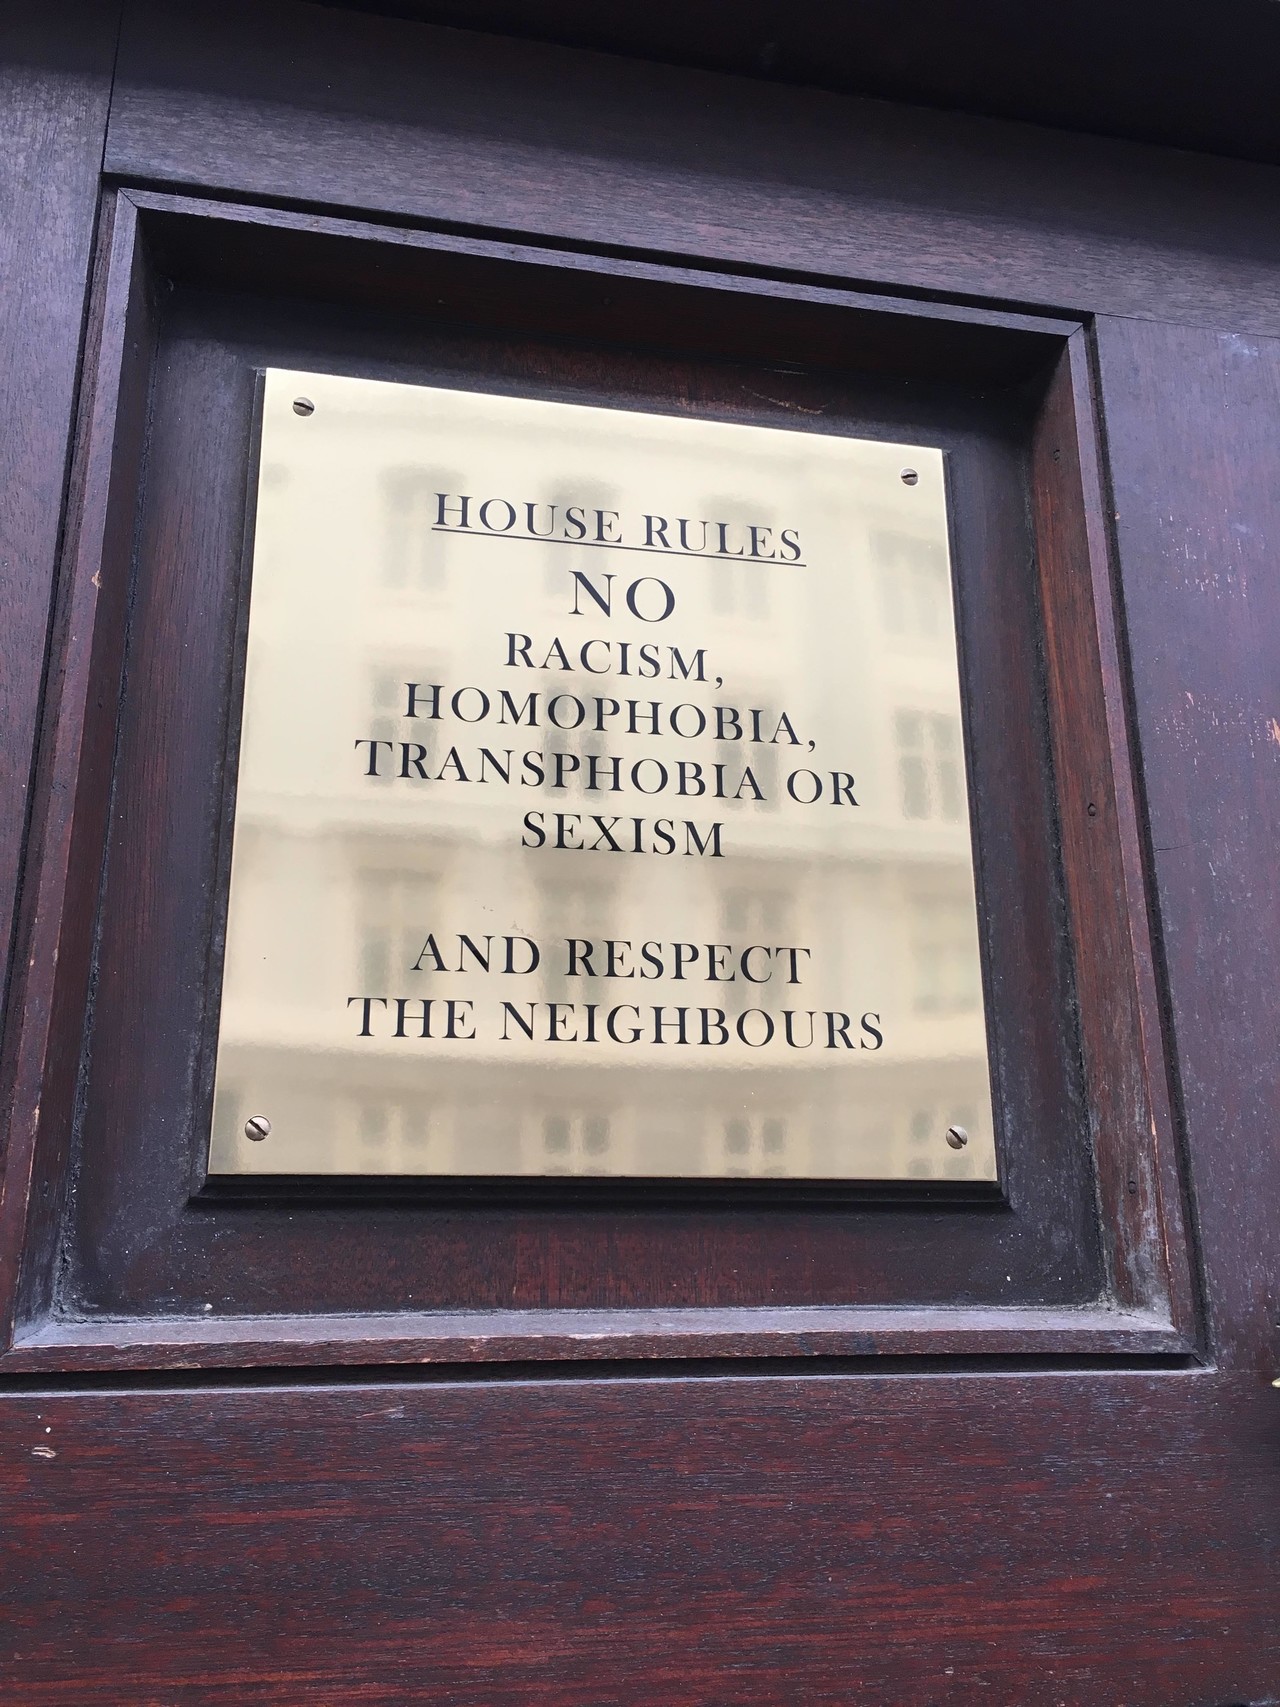 HOUSE RULES
NO
RACISM,
HOMOPHOBIA,
TRANSPHOBIA OR
SEXISM
AND RESPECT
THE NEIGHBOURS